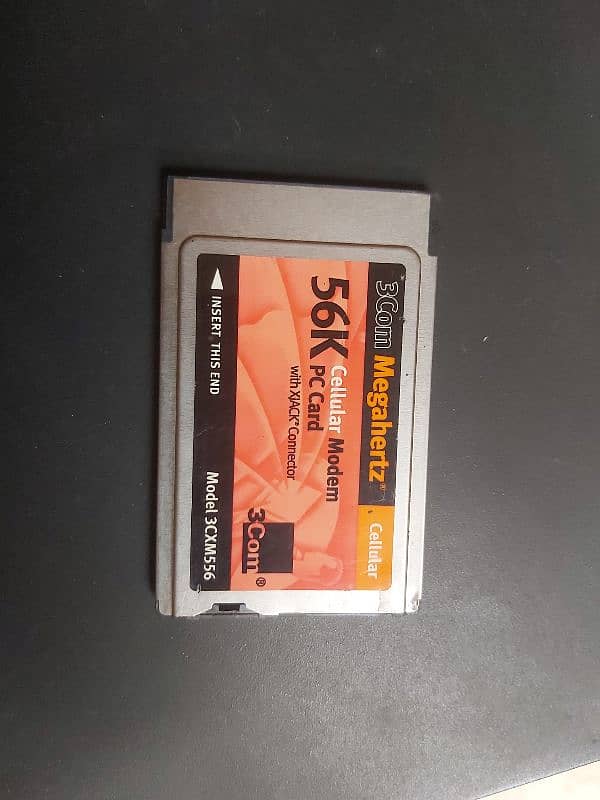 3Com Megahertz®
Cellular
56K Cellular Modem
PC Card
with XJACK® Connector
3Com®
◄ INSERT THIS END
Model 3CXM556